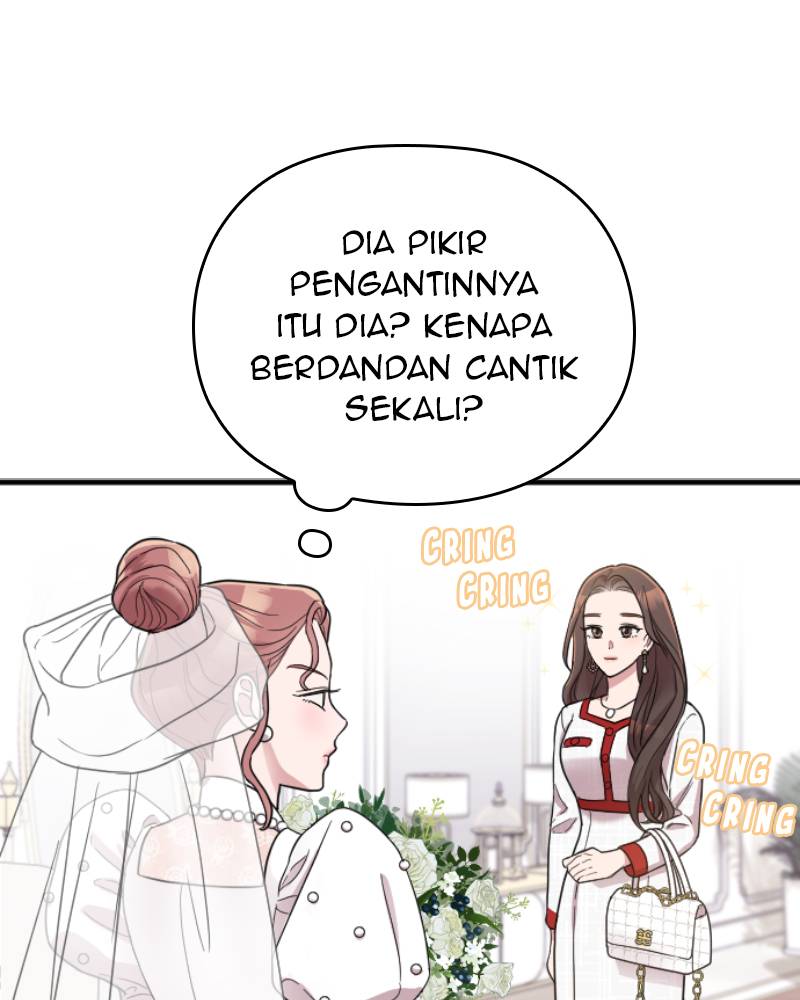 DIA PIKIR
PENGANTINNYA
ITU DIA? KENAPA
BERDANDAN CANTIK
SEKALI?
CRING
CRING
CRING
CRING